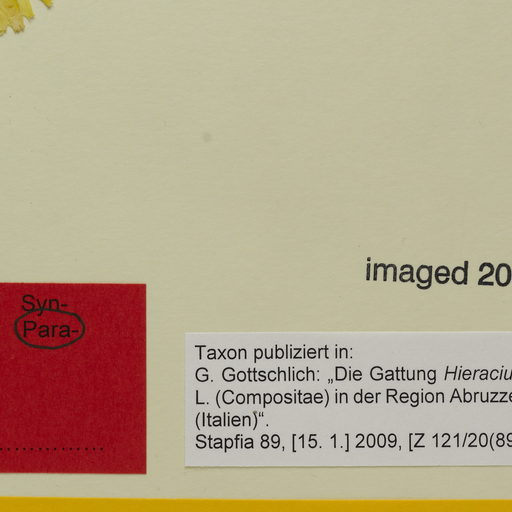 imaged 20
Syn-
Para-
Taxon publiziert in:
G. Gottschlich: „Die Gattung Hieraciu
L. (Compositae) in der Region Abruzze
(Italien)“.
Stapfia 89, [15. 1.] 2009, [Z 121/20(89